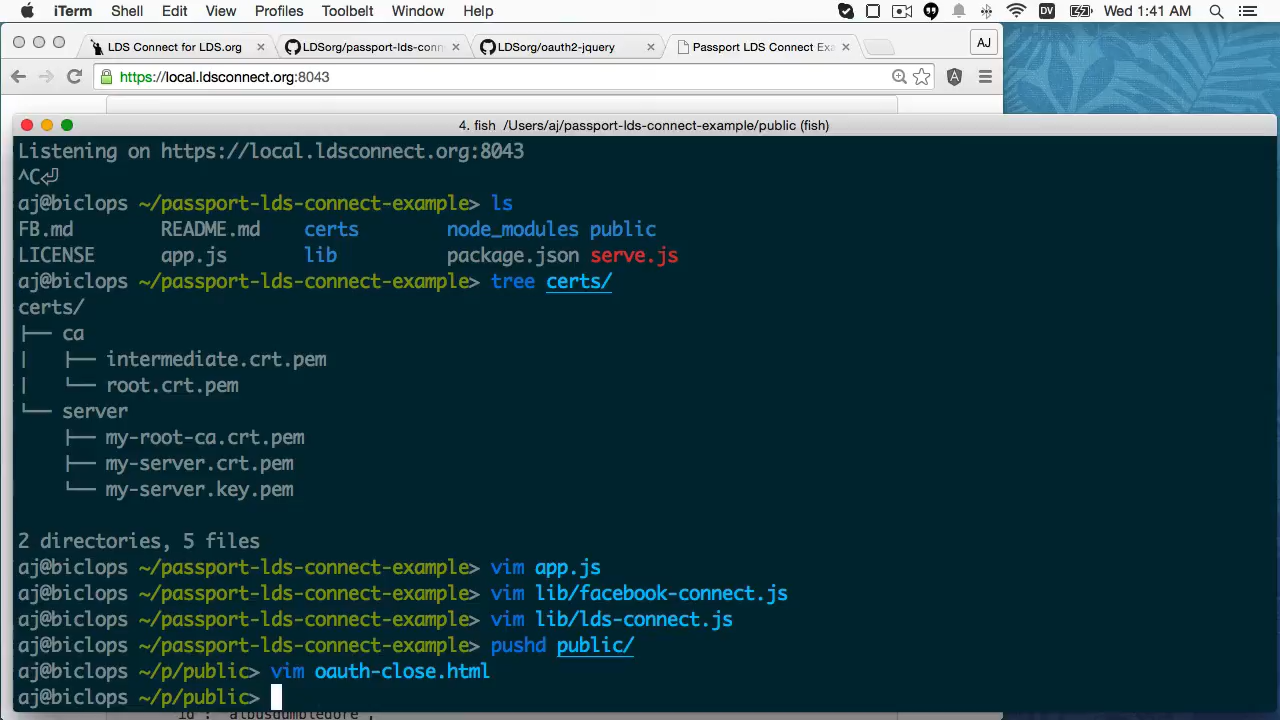 iTerm Shell Edit View Profiles Toolbelt Window Help DV Wed 1:41 AM
LDS Connect for LDS.org × LDSorg/passport-lds-conn × LDSorg/oauth2-jquery × Passport LDS Connect Exa × AJ
https://local.ldsconnect.org:8043
4. fish /Users/aj/passport-lds-connect-example/public (fish)
Listening on https://local.ldsconnect.org:8043
^C⏎
aj@biclops ~/passport-lds-connect-example> ls
FB.md README.md certs node_modules public
LICENSE app.js lib package.json serve.js
aj@biclops ~/passport-lds-connect-example> tree certs/
certs/
├── ca
│   ├── intermediate.crt.pem
│   └── root.crt.pem
└── server
    ├── my-root-ca.crt.pem
    ├── my-server.crt.pem
    └── my-server.key.pem
2 directories, 5 files
aj@biclops ~/passport-lds-connect-example> vim app.js
aj@biclops ~/passport-lds-connect-example> vim lib/facebook-connect.js
aj@biclops ~/passport-lds-connect-example> vim lib/lds-connect.js
aj@biclops ~/passport-lds-connect-example> pushd public/
aj@biclops ~/p/public> vim oauth-close.html
aj@biclops ~/p/public>
"id": "albusdumbledore",